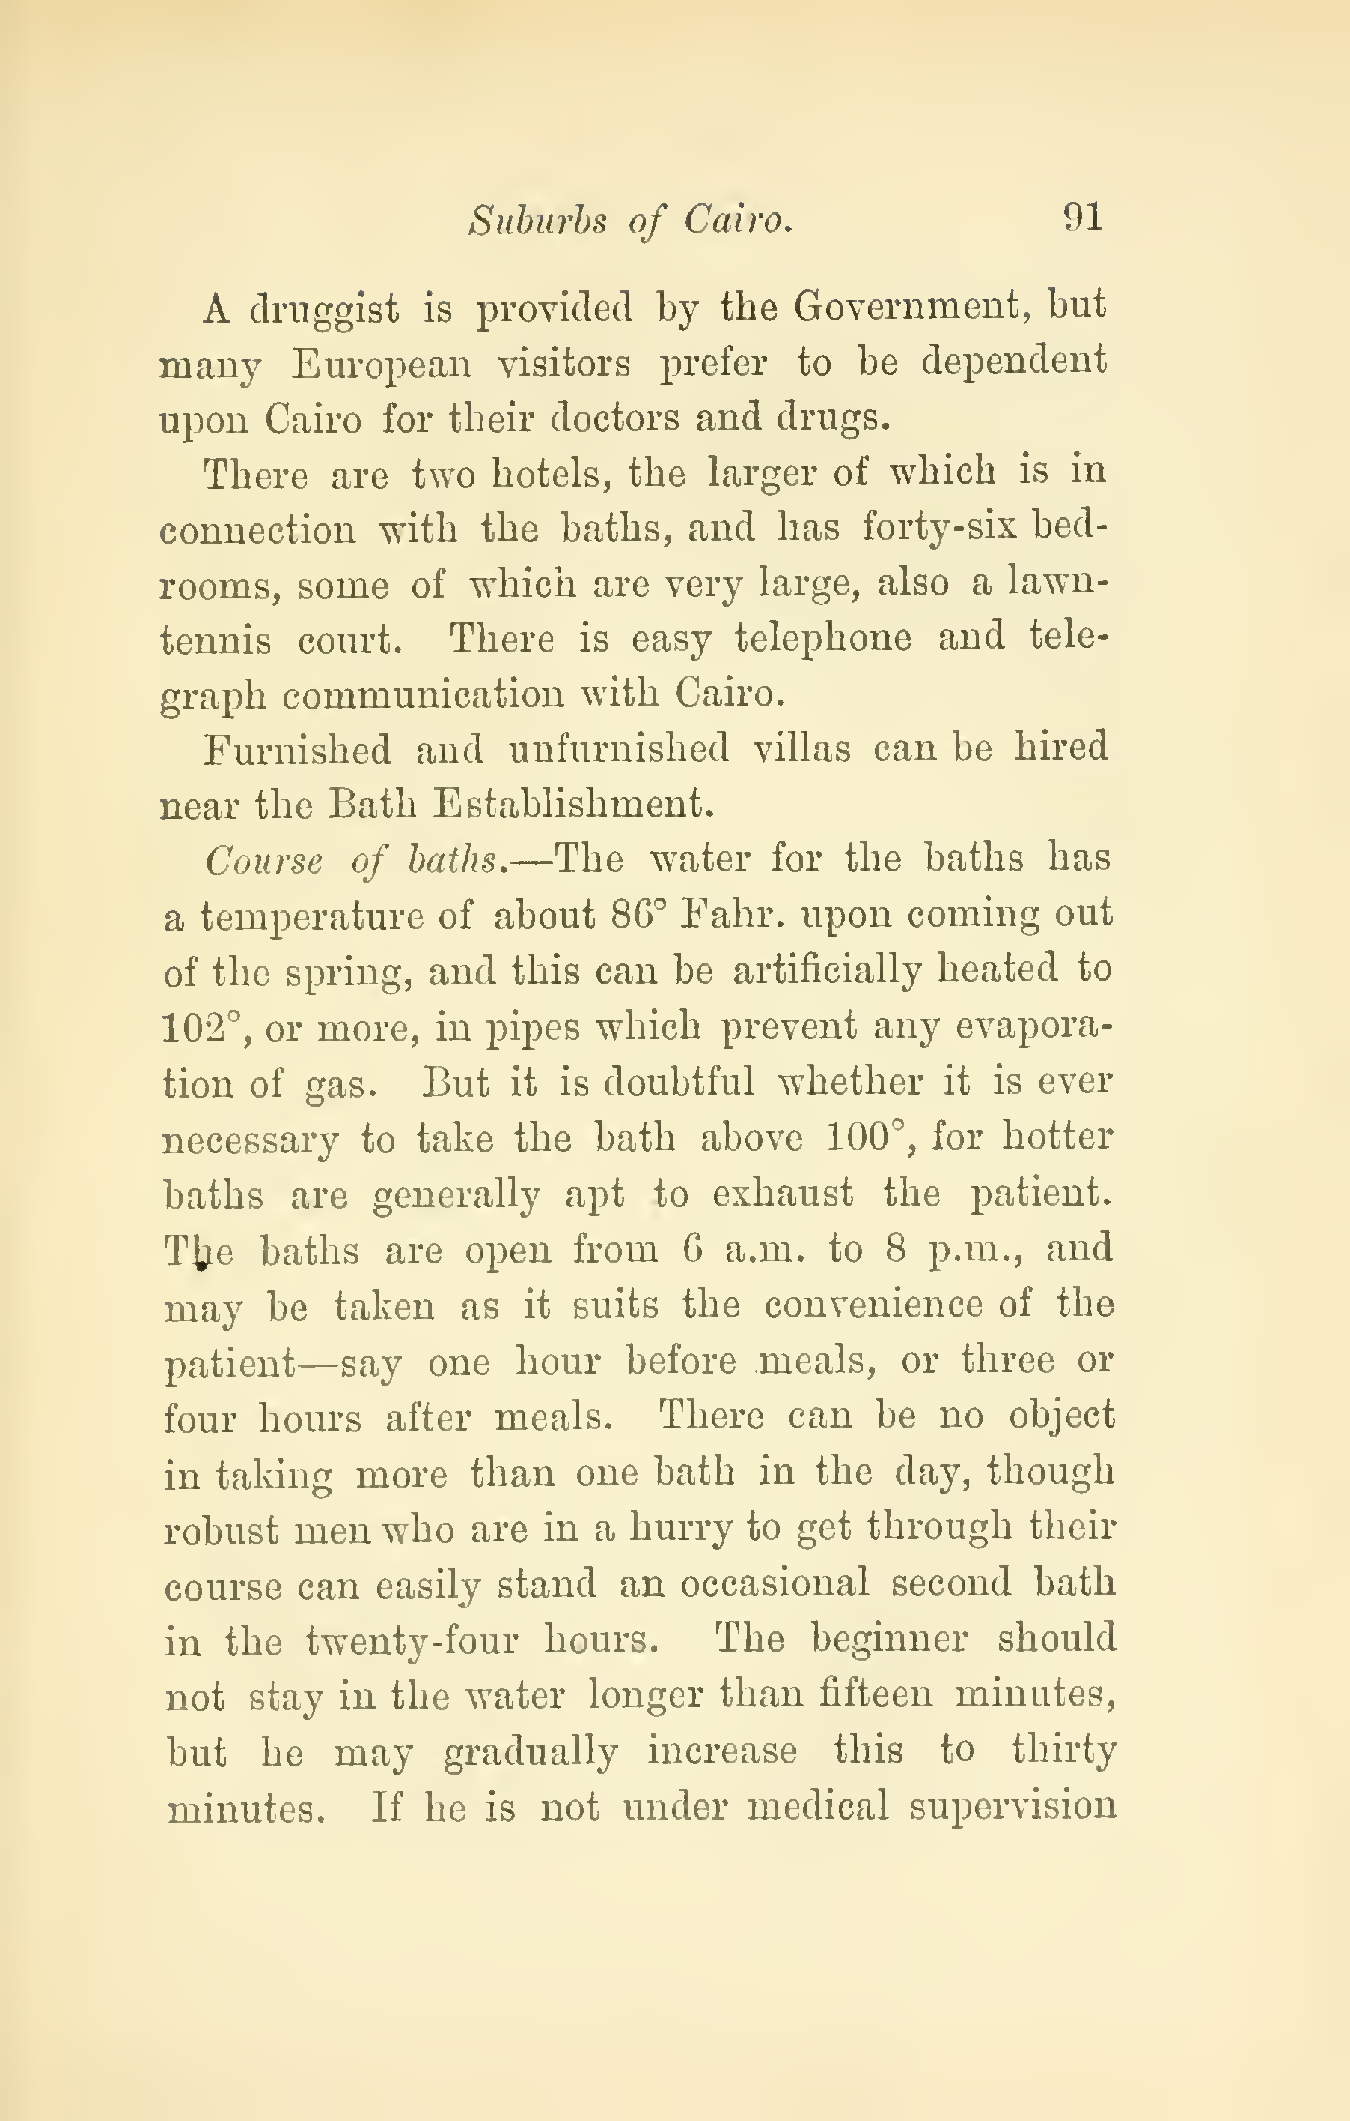 Suburbs of Cairo. 91
A druggist is provided by the Government, but
many European visitors prefer to be dependent
upon Cairo for their doctors and drugs.
There are two hotels, the larger of which is in
connection with the baths, and has forty-six bed-
rooms, some of which are very large, also a lawn-
tennis court. There is easy telephone and tele-
graph communication with Cairo.
Furnished and unfurnished villas can be hired
near the Bath Establishment.
Course of baths.—The water for the baths has
a temperature of about 86° Fahr. upon coming out
of the spring, and this can be artificially heated to
102°, or more, in pipes which prevent any evapora-
tion of gas. But it is doubtful whether it is ever
necessary to take the bath above 100°, for hotter
baths are generally apt to exhaust the patient.
The baths are open from 6 a.m. to 8 p.m., and
may be taken as it suits the convenience of the
patient—say one hour before meals, or three or
four hours after meals. There can be no object
in taking more than one bath in the day, though
robust men who are in a hurry to get through their
course can easily stand an occasional second bath
in the twenty-four hours. The beginner should
not stay in the water longer than fifteen minutes,
but he may gradually increase this to thirty
minutes. If he is not under medical supervision